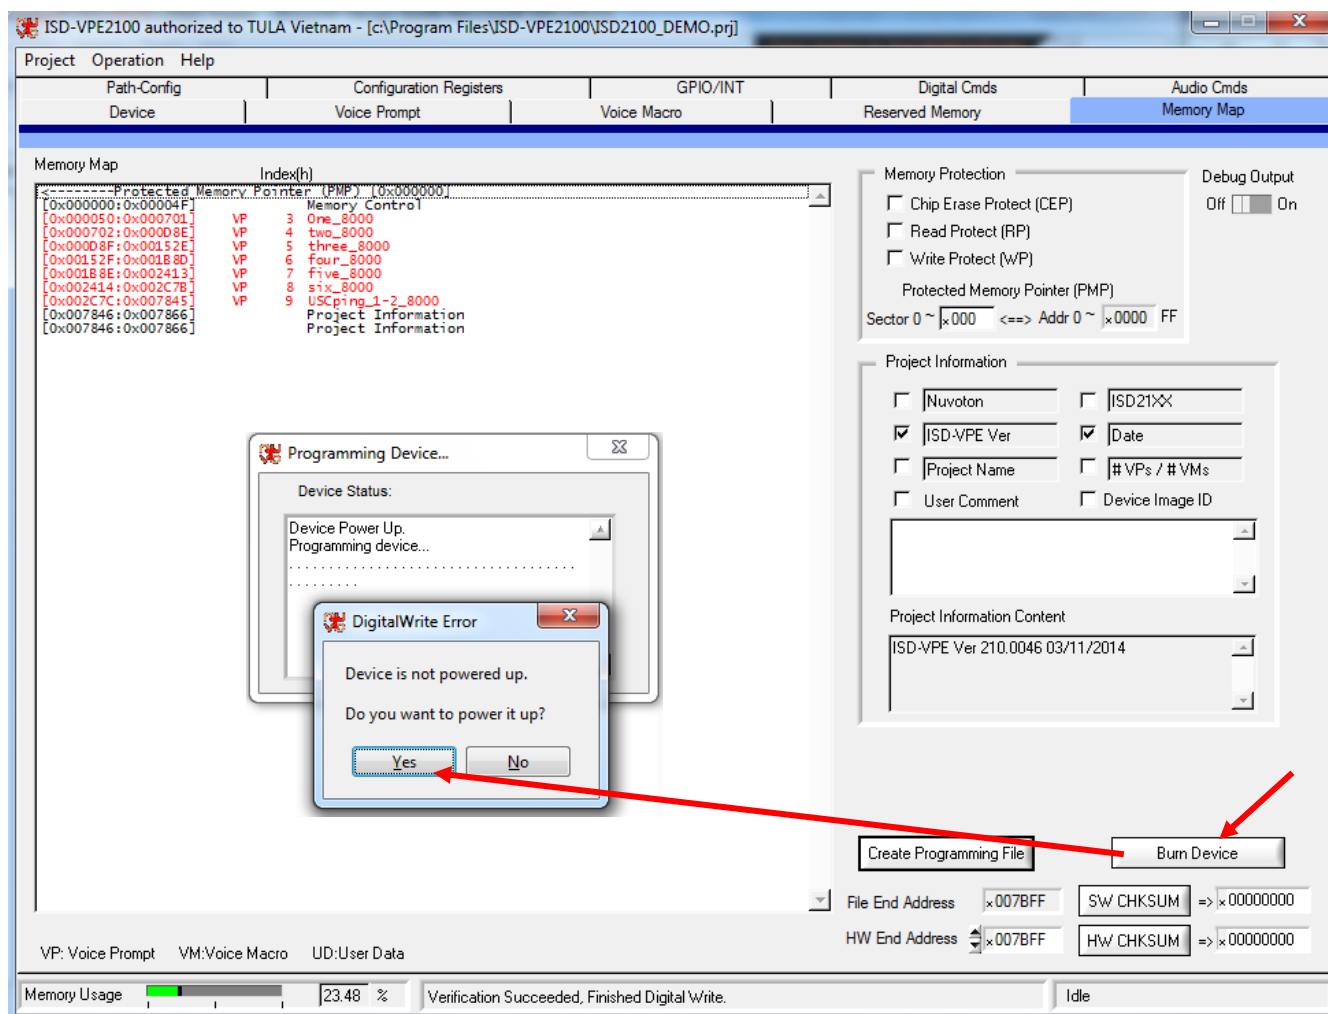 ISD-VPE2100 authorized to TULA Vietnam - [c:\Program Files\ISD-VPE2100\ISD2100_DEMO.prj]
Project Operation Help
Path-Config Configuration Registers GPIO/INT Digital Cmds Audio Cmds
Device Voice Prompt Voice Macro Reserved Memory Memory Map
Memory Map
Index(h)
<--------Protected Memory Pointer (PMP) [0x000000]
[0x000000:0x00004F] Memory Control
[0x000050:0x000701] VP 3 One_8000
[0x000702:0x000D8E] VP 4 two_8000
[0x000D8F:0x00152E] VP 5 three_8000
[0x00152F:0x001B8D] VP 6 four_8000
[0x001B8E:0x002413] VP 7 five_8000
[0x002414:0x002C7B] VP 8 six_8000
[0x002C7C:0x007845] VP 9 USCping_1-2_8000
[0x007846:0x007866] Project Information
[0x007846:0x007866] Project Information
Memory Protection
Chip Erase Protect (CEP)
Read Protect (RP)
Write Protect (WP)
Protected Memory Pointer (PMP)
Sector 0 ~ x000 <==> Addr 0 ~ x0000 FF
Debug Output
Off On
Project Information
Nuvoton ISD21XX
ISD-VPE Ver Date
Project Name # VPs / # VMs
User Comment Device Image ID
Project Information Content
ISD-VPE Ver 210.0046 03/11/2014
Programming Device...
Device Status:
Device Power Up.
Programming device...
. . . . . . . . . . . . . . . . . . . . . . . . . . . . . . . . . . . .
. . . . . . . . .
DigitalWrite Error
Device is not powered up.
Do you want to power it up?
Yes No
Create Programming File Burn Device
File End Address x007BFF SW CHKSUM => x00000000
HW End Address x007BFF HW CHKSUM => x00000000
VP: Voice Prompt VM:Voice Macro UD:User Data
Memory Usage 23.48 % Verification Succeeded, Finished Digital Write. Idle